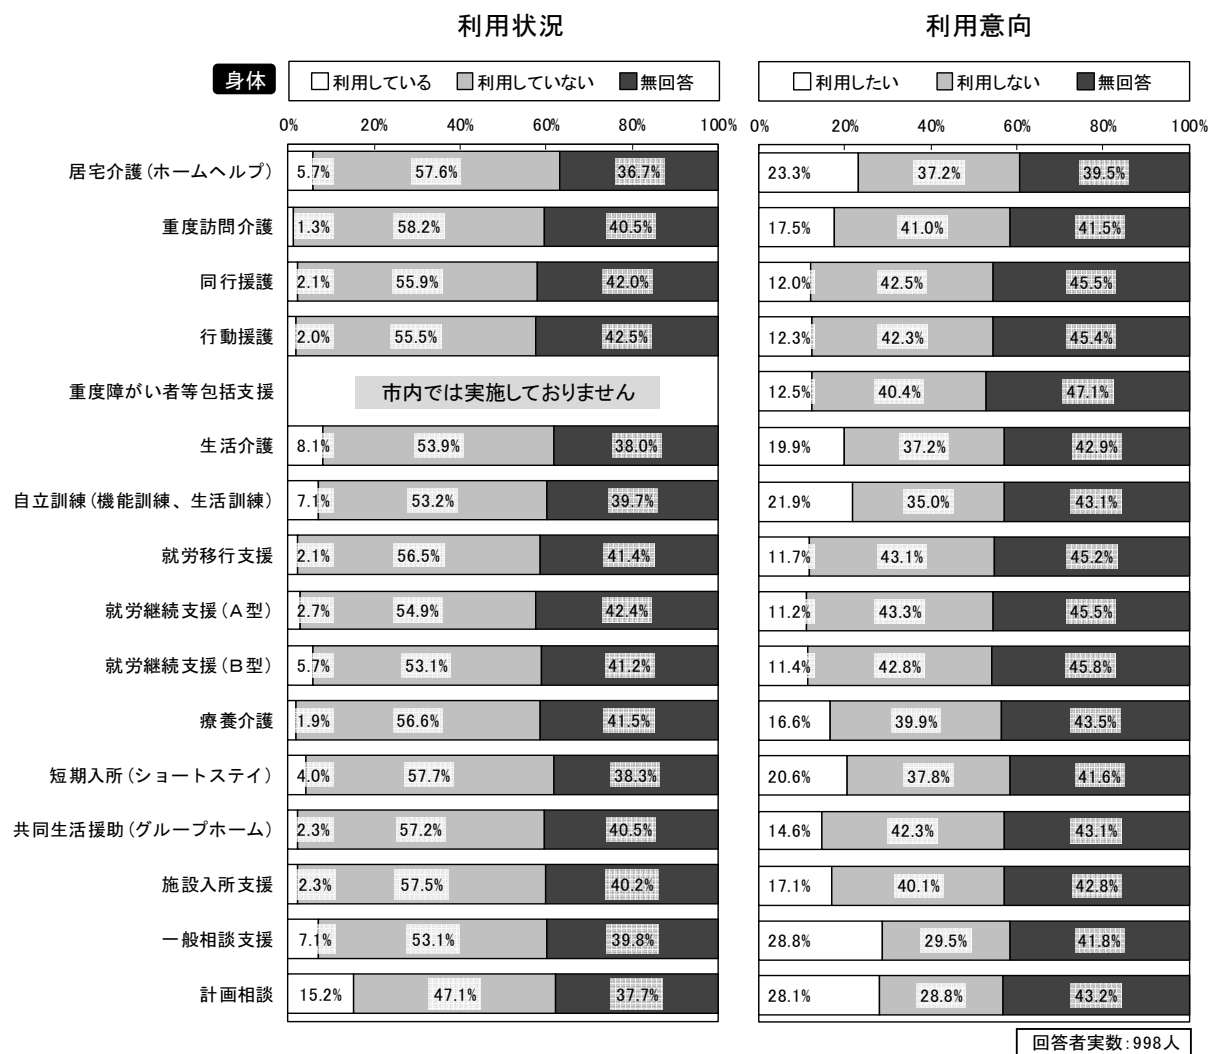 利用状況 利用意向
身体 □利用している ■利用していない ■無回答 □利用したい ■利用しない ■無回答
0% 20% 40% 60% 80% 100% 0% 20% 40% 60% 80% 100%
居宅介護(ホームヘルプ) 5.7% 57.6% 36.7% 23.3% 37.2% 39.5%
重度訪問介護 1.3% 58.2% 40.5% 17.5% 41.0% 41.5%
同行援護 2.1% 55.9% 42.0% 12.0% 42.5% 45.5%
行動援護 2.0% 55.5% 42.5% 12.3% 42.3% 45.4%
重度障がい者等包括支援 市内では実施しておりません 12.5% 40.4% 47.1%
生活介護 8.1% 53.9% 38.0% 19.9% 37.2% 42.9%
自立訓練(機能訓練、生活訓練) 7.1% 53.2% 39.7% 21.9% 35.0% 43.1%
就労移行支援 2.1% 56.5% 41.4% 11.7% 43.1% 45.2%
就労継続支援(A型) 2.7% 54.9% 42.4% 11.2% 43.3% 45.5%
就労継続支援(B型) 5.7% 53.1% 41.2% 11.4% 42.8% 45.8%
療養介護 1.9% 56.6% 41.5% 16.6% 39.9% 43.5%
短期入所(ショートステイ) 4.0% 57.7% 38.3% 20.6% 37.8% 41.6%
共同生活援助(グループホーム) 2.3% 57.2% 40.5% 14.6% 42.3% 43.1%
施設入所支援 2.3% 57.5% 40.2% 17.1% 40.1% 42.8%
一般相談支援 7.1% 53.1% 39.8% 28.8% 29.5% 41.8%
計画相談 15.2% 47.1% 37.7% 28.1% 28.8% 43.2%
回答者実数:998人